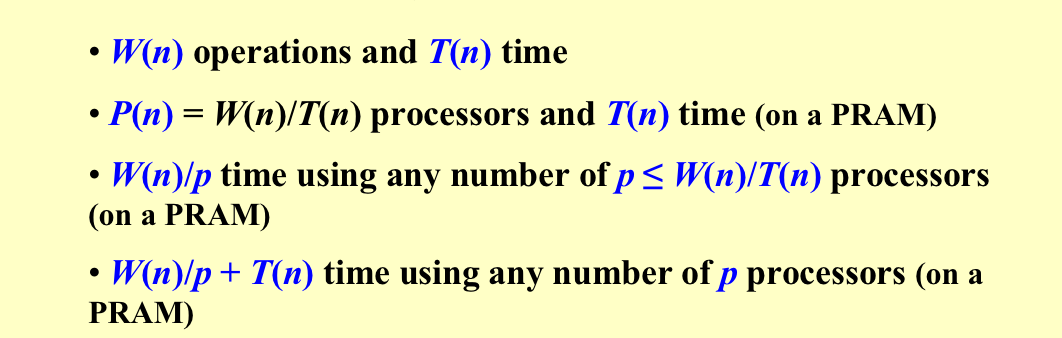 • W(n) operations and T(n) time
• P(n) = W(n)/T(n) processors and T(n) time (on a PRAM)
• W(n)/p time using any number of p ≤ W(n)/T(n) processors
(on a PRAM)
• W(n)/p + T(n) time using any number of p processors (on a
PRAM)